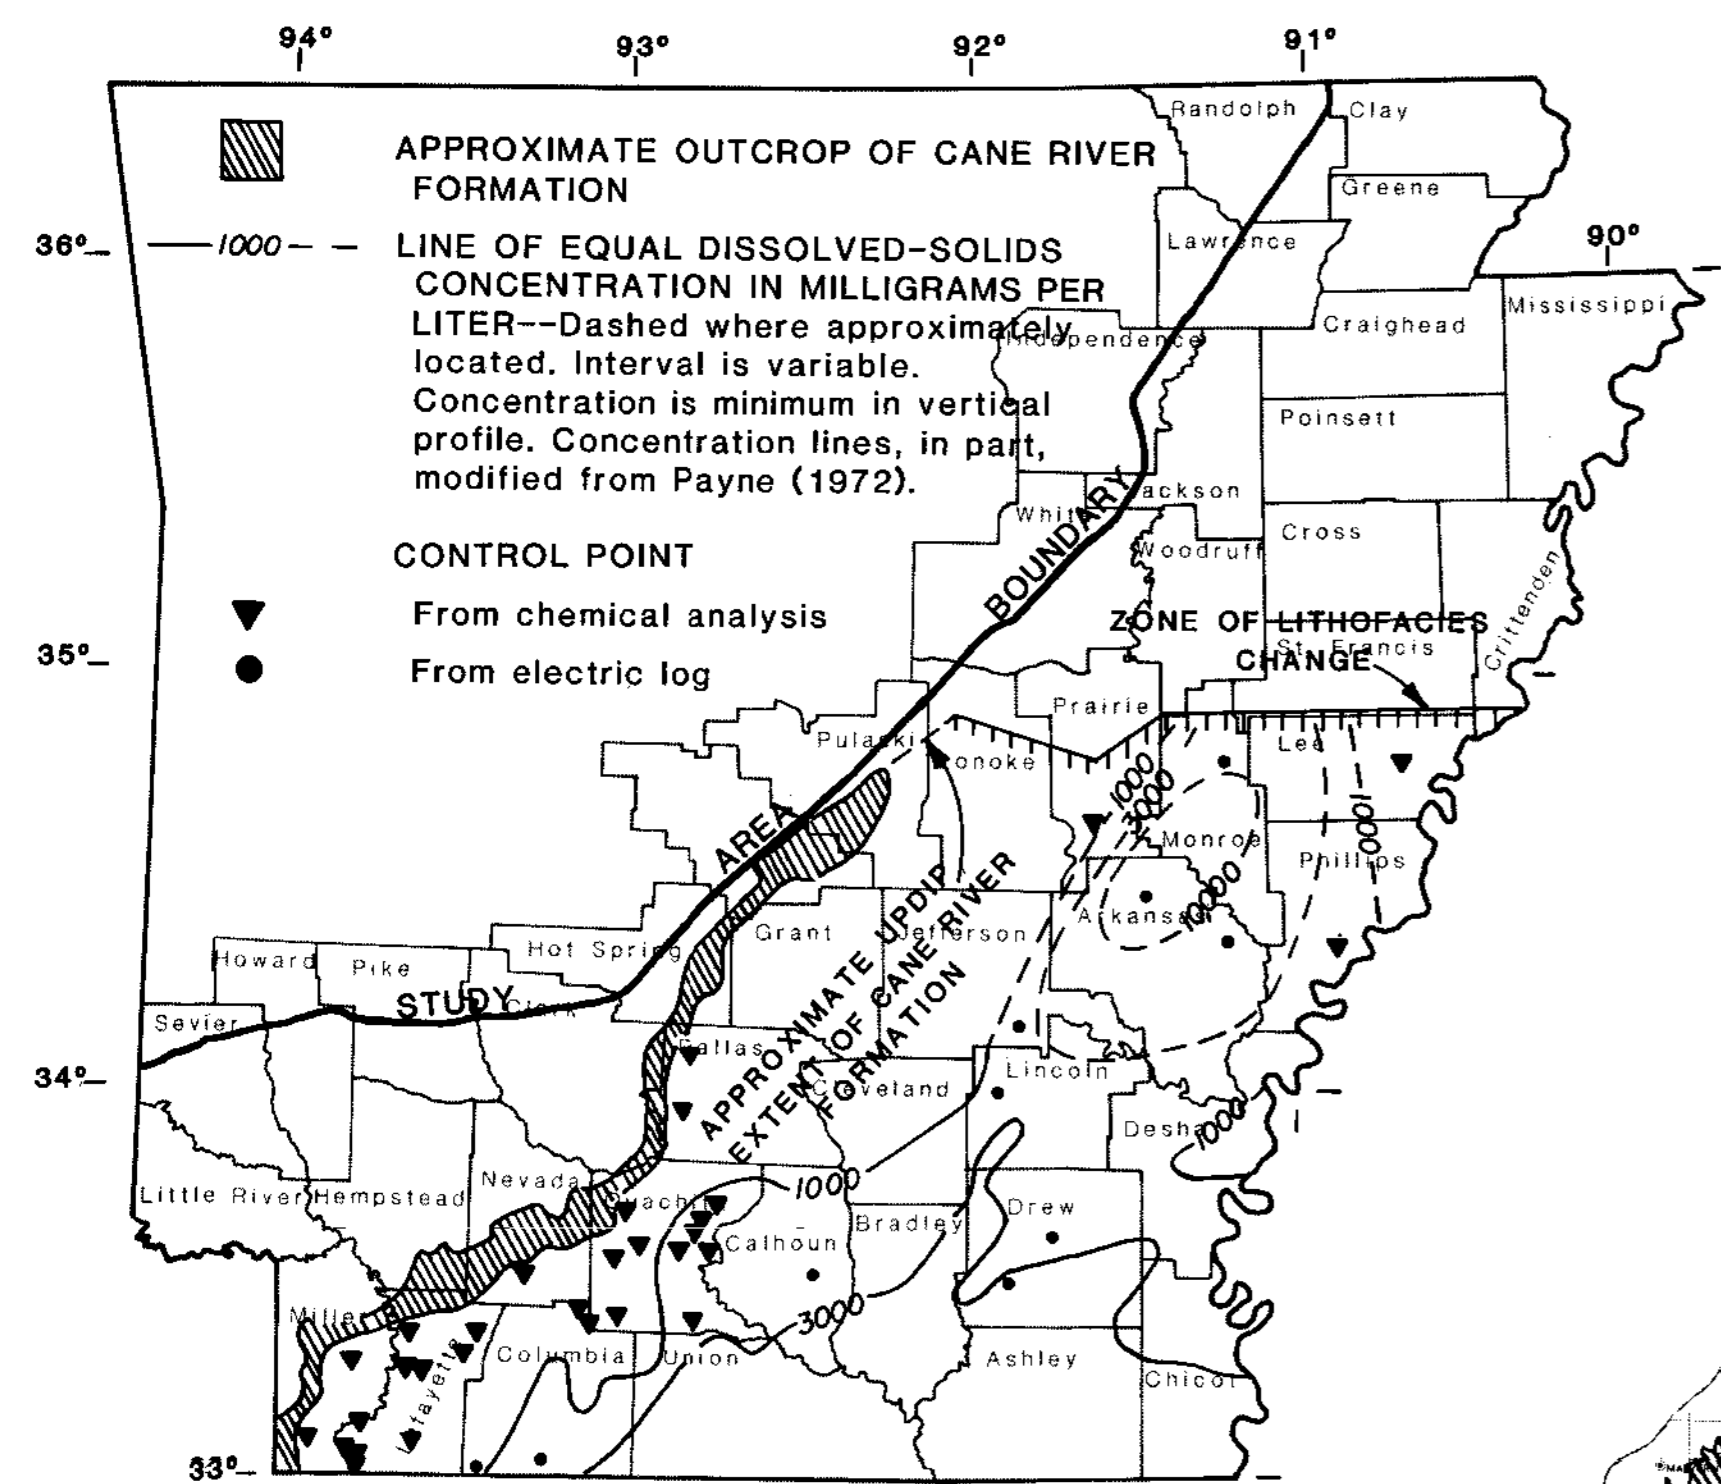 94° 93° 92° 91°
Randolph Clay
APPROXIMATE OUTCROP OF CANE RIVER
FORMATION
Greene
36° 1000 LINE OF EQUAL DISSOLVED-SOLIDS Lawrence 90°
CONCENTRATION IN MILLIGRAMS PER
Mississippi
LITER--Dashed where approximately Craighead
Independence
located. Interval is variable.
Concentration is minimum in vertical
Poinsett
profile. Concentration lines, in part,
modified from Payne (1972).
Jackson
White
Cross
CONTROL POINT Woodruff
BOUNDARY
Crittenden
From chemical analysis
ZONE OF LITHOFACIES
St. Francis
35° CHANGE
From electric log
Prairie
Pulaski Lee
Lonoke
1000
3000
1000
AREA
Monroe
Phillips
10000
Arkansas
Grant Jefferson
Hot Spring
Howard Pike
STUDY
Clark
Sevier
APPROXIMATE UPDIP
EXTENT OF CANE RIVER
FORMATION
Dallas
34° Cleveland Lincoln
Desha
1000
Nevada
Little River Hempstead
1000
Ouachita
Drew
Bradley
Calhoun
3000
Miller
Columbia Union Ashley
Lafayette
Chicot
33°